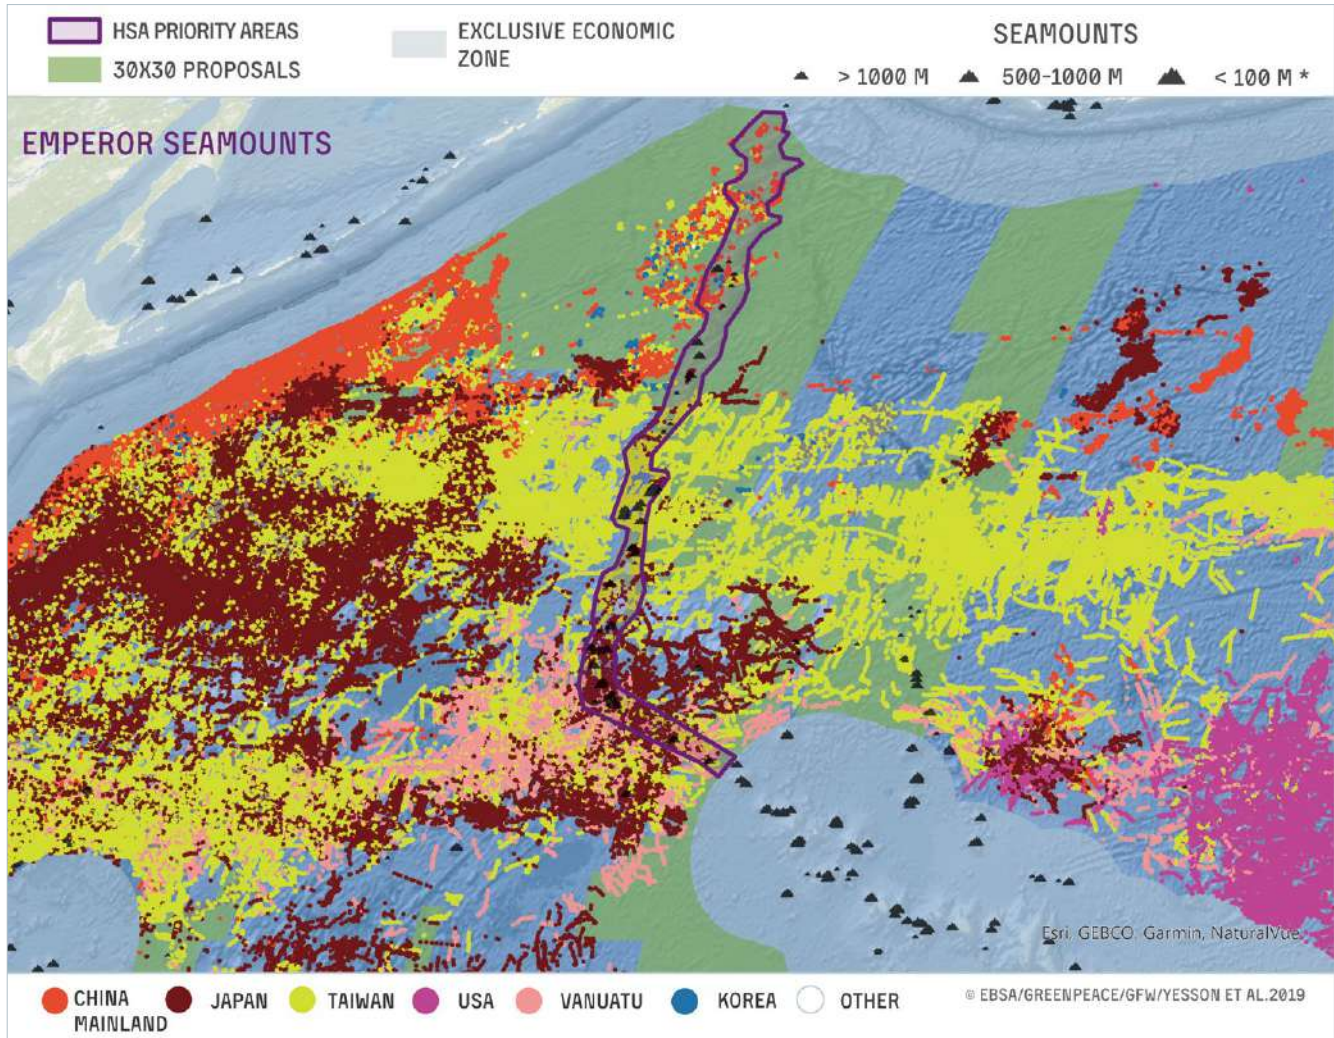 HSA PRIORITY AREAS
30X30 PROPOSALS
EXCLUSIVE ECONOMIC
ZONE
SEAMOUNTS
> 1000 M
500-1000 M
< 100 M *
EMPEROR SEAMOUNTS
Esri, GEBCO, Garmin, NaturalVue
CHINA
MAINLAND
JAPAN
TAIWAN
USA
VANUATU
KOREA
OTHER
© EBSA/GREENPEACE/GFW/YESSON ET AL.2019